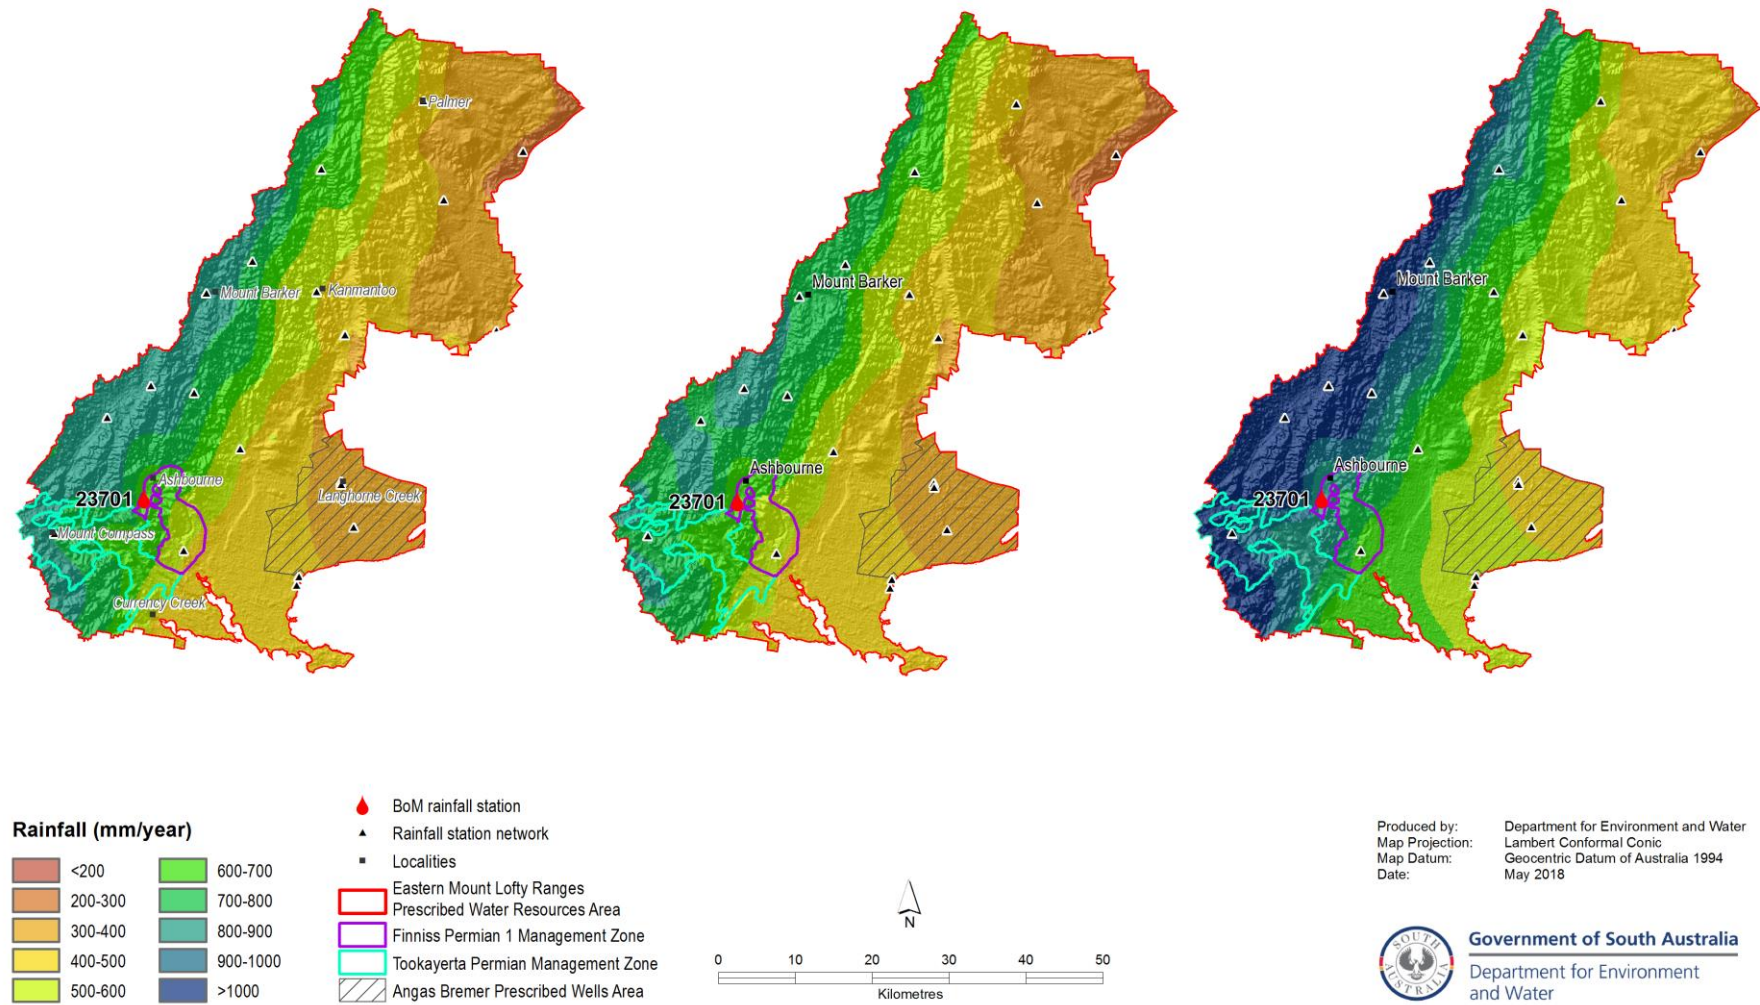 Palmer
Mount Barker
Kanmantoo
Ashbourne
23701
Langhorne Creek
Mount Compass
Currency Creek
Mount Barker
Ashbourne
23701
Mount Barker
Ashbourne
23701
Rainfall (mm/year)
<200
200-300
300-400
400-500
500-600
600-700
700-800
800-900
900-1000
>1000
BoM rainfall station
Rainfall station network
Localities
Eastern Mount Lofty Ranges
Prescribed Water Resources Area
Finniss Permian 1 Management Zone
Tookayerta Permian Management Zone
Angas Bremer Prescribed Wells Area
N
0 10 20 30 40 50
Kilometres
Produced by: Department for Environment and Water
Map Projection: Lambert Conformal Conic
Map Datum: Geocentric Datum of Australia 1994
Date: May 2018
SOUTH
AUSTRALIA
Government of South Australia
Department for Environment
and Water